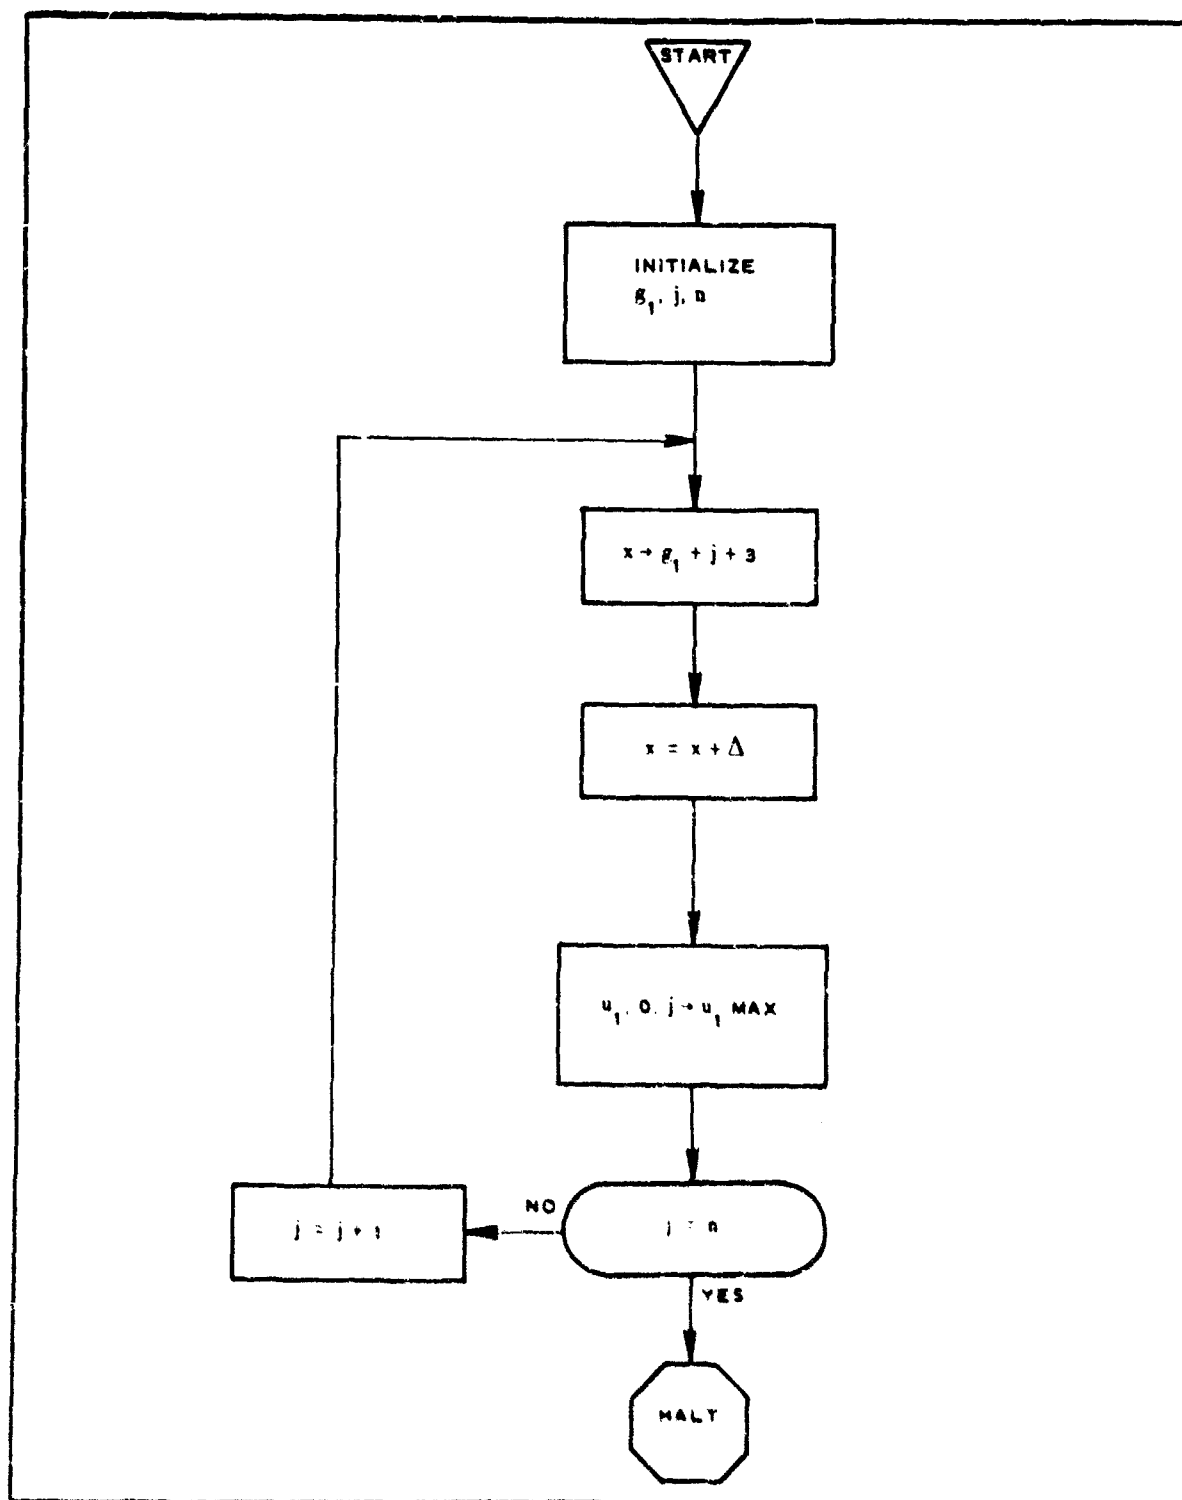 START
INITIALIZE
g₁, j, n
x → g₁ + j + 3
x = x + Δ
u₁, 0, j → u₁ MAX
NO
j = j + 1
j = n
YES
HALT